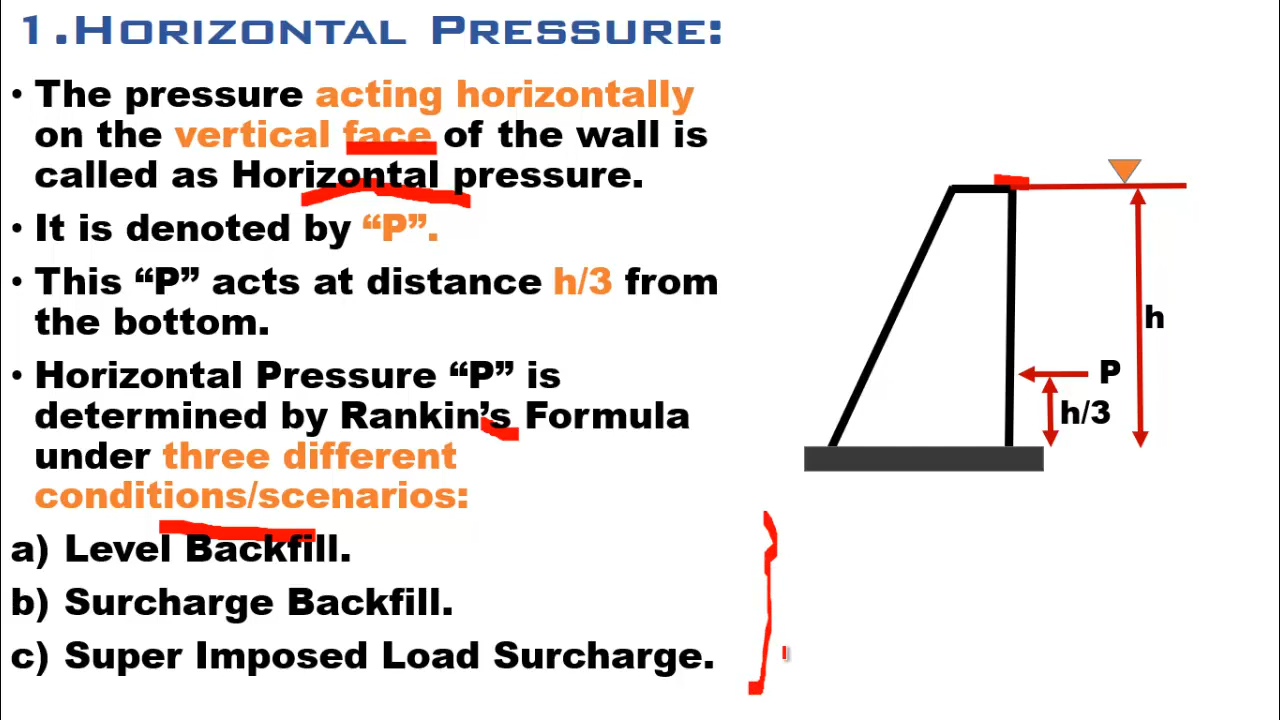 1.HORIZONTAL PRESSURE:
• The pressure acting horizontally
on the vertical face of the wall is
called as Horizontal pressure.
• It is denoted by “P”.
• This “P” acts at distance h/3 from
the bottom.
• Horizontal Pressure “P” is
determined by Rankin’s Formula
under three different
conditions/scenarios:
a) Level Backfill.
b) Surcharge Backfill.
c) Super Imposed Load Surcharge.
h
P
h/3